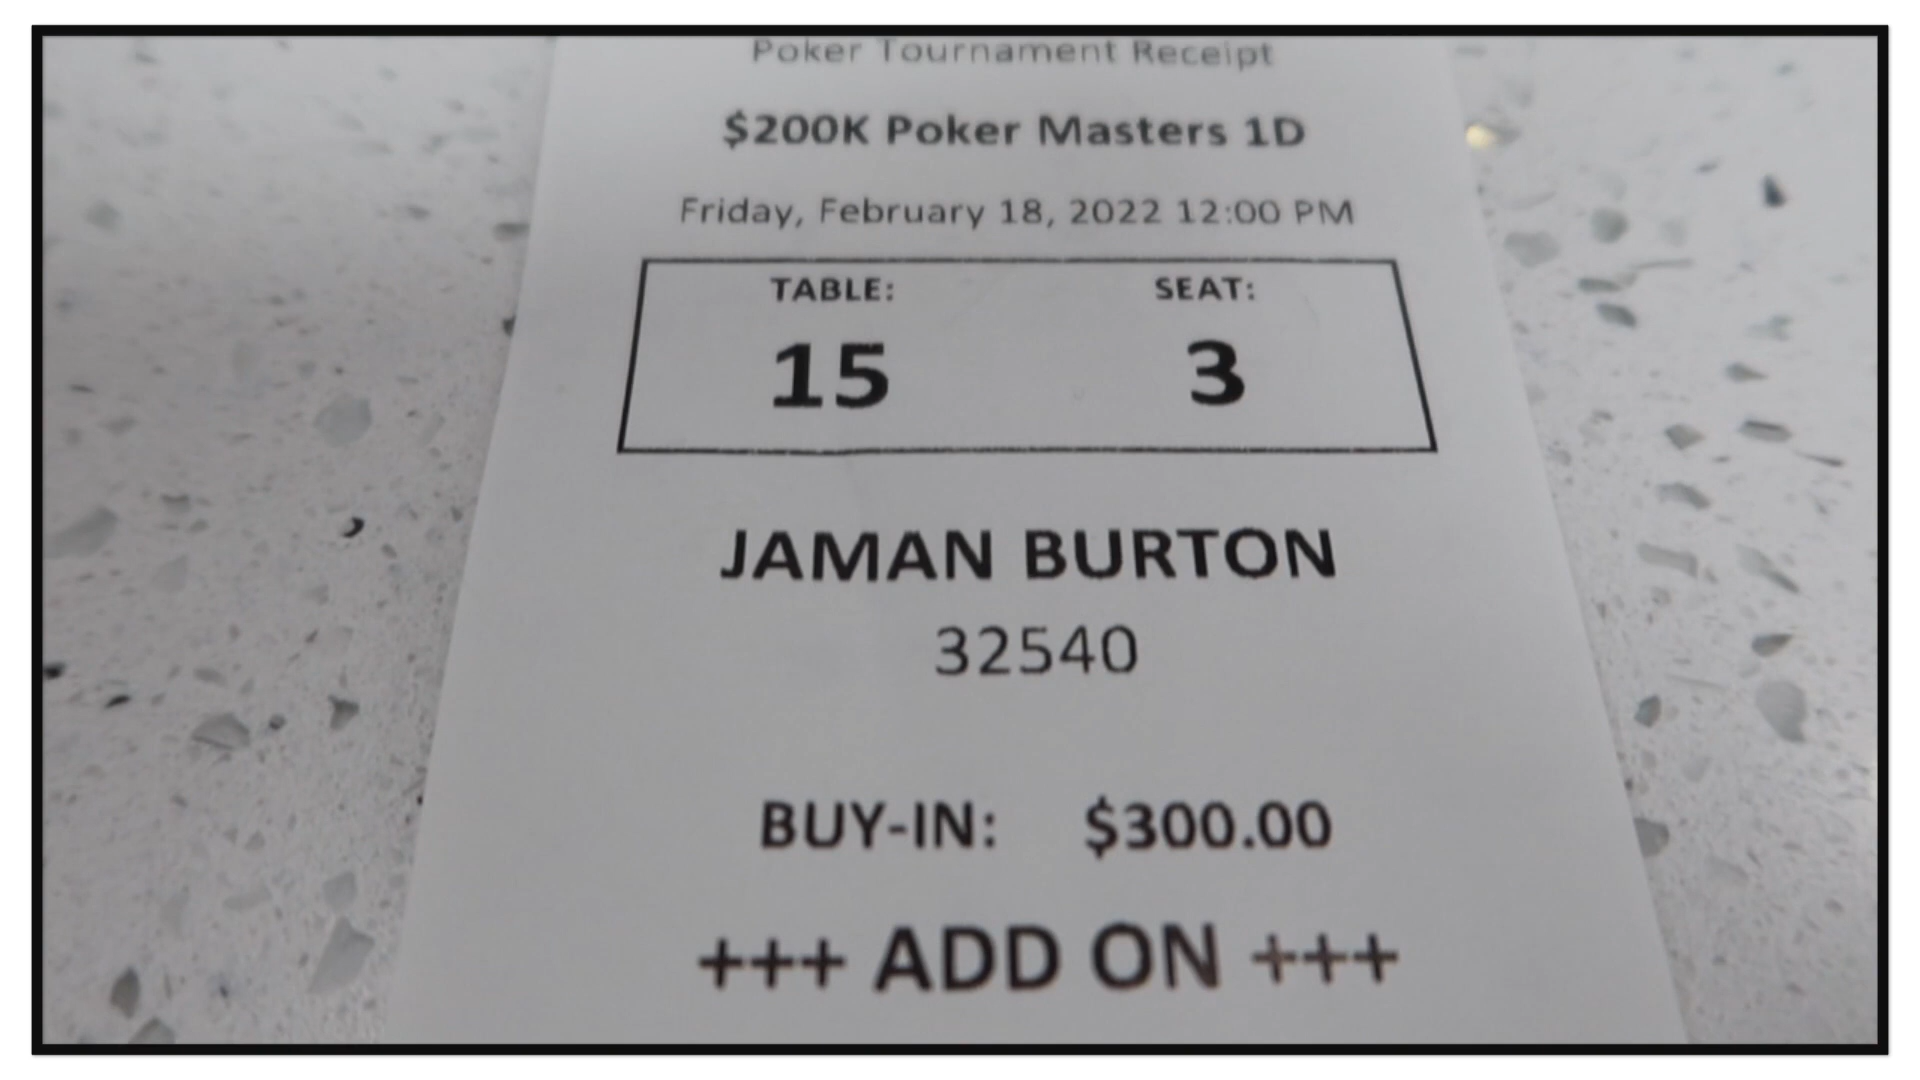 Poker Tournament Receipt
$200K Poker Masters 1D
Friday, February 18, 2022 12:00 PM
TABLE: SEAT:
15 3
JAMAN BURTON
32540
BUY-IN: $300.00
+++ ADD ON +++